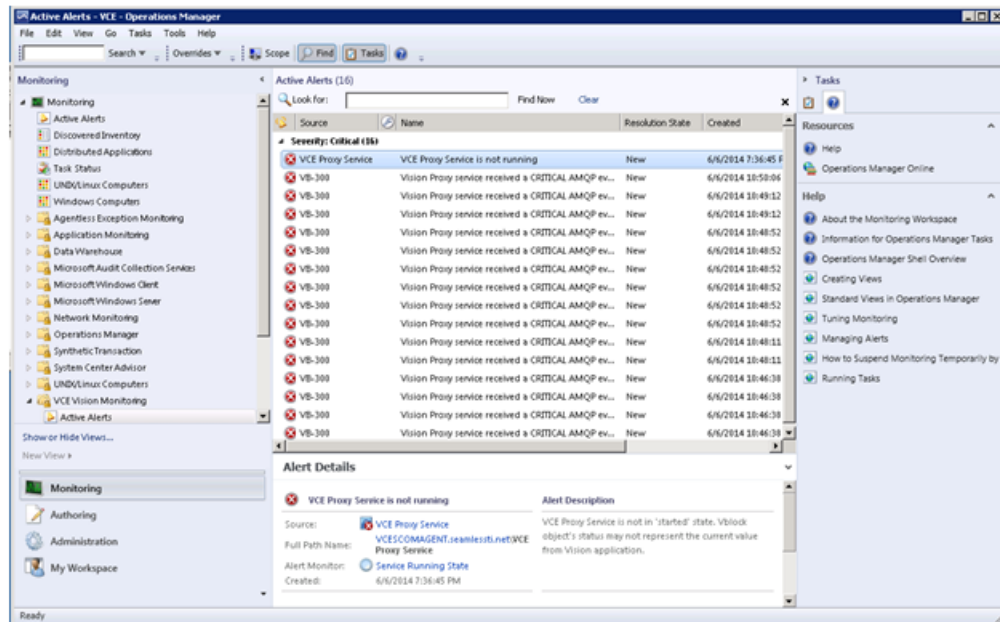 Active Alerts - VCE - Operations Manager
File Edit View Go Tasks Tools Help
Search Overrides Scope Find Tasks
Monitoring
Monitoring
Active Alerts
Discovered Inventory
Distributed Applications
Task Status
UNIX/Linux Computers
Windows Computers
Agentless Exception Monitoring
Application Monitoring
Data Warehouse
Microsoft Audit Collection Services
Microsoft Windows Client
Microsoft Windows Server
Network Monitoring
Operations Manager
Synthetic Transaction
System Center Advisor
UNIX/Linux Computers
VCE Vision Monitoring
Active Alerts
Show or Hide Views...
New View
Monitoring
Authoring
Administration
My Workspace
Active Alerts (16)
Look for: Find Now Clear
Source Name Resolution State Created
Severity: Critical (16)
VCE Proxy Service VCE Proxy Service is not running New 6/6/2014 7:36:45 P
VB-300 Vision Proxy service received a CRITICAL AMQP ev... New 6/6/2014 10:50:06
VB-300 Vision Proxy service received a CRITICAL AMQP ev... New 6/6/2014 10:49:12
VB-300 Vision Proxy service received a CRITICAL AMQP ev... New 6/6/2014 10:49:12
VB-300 Vision Proxy service received a CRITICAL AMQP ev... New 6/6/2014 10:48:52
VB-300 Vision Proxy service received a CRITICAL AMQP ev... New 6/6/2014 10:48:52
VB-300 Vision Proxy service received a CRITICAL AMQP ev... New 6/6/2014 10:48:52
VB-300 Vision Proxy service received a CRITICAL AMQP ev... New 6/6/2014 10:48:52
VB-300 Vision Proxy service received a CRITICAL AMQP ev... New 6/6/2014 10:48:52
VB-300 Vision Proxy service received a CRITICAL AMQP ev... New 6/6/2014 10:48:52
VB-300 Vision Proxy service received a CRITICAL AMQP ev... New 6/6/2014 10:48:11
VB-300 Vision Proxy service received a CRITICAL AMQP ev... New 6/6/2014 10:48:11
VB-300 Vision Proxy service received a CRITICAL AMQP ev... New 6/6/2014 10:46:38
VB-300 Vision Proxy service received a CRITICAL AMQP ev... New 6/6/2014 10:46:38
VB-300 Vision Proxy service received a CRITICAL AMQP ev... New 6/6/2014 10:46:38
VB-300 Vision Proxy service received a CRITICAL AMQP ev... New 6/6/2014 10:46:38
Alert Details
VCE Proxy Service is not running
Source: VCE Proxy Service
Full Path Name: VCESCOMAGENT.seamlessti.net\VCE
Proxy Service
Alert Monitor: Service Running State
Created: 6/6/2014 7:36:45 PM
Alert Description
VCE Proxy Service is not in 'started' state. Vblock
object's status may not represent the current value
from Vision application.
Tasks
Resources
Help
Operations Manager Online
Help
About the Monitoring Workspace
Information for Operations Manager Tasks
Operations Manager Shell Overview
Creating Views
Standard Views in Operations Manager
Tuning Monitoring
Managing Alerts
How to Suspend Monitoring Temporarily by
Running Tasks
Ready